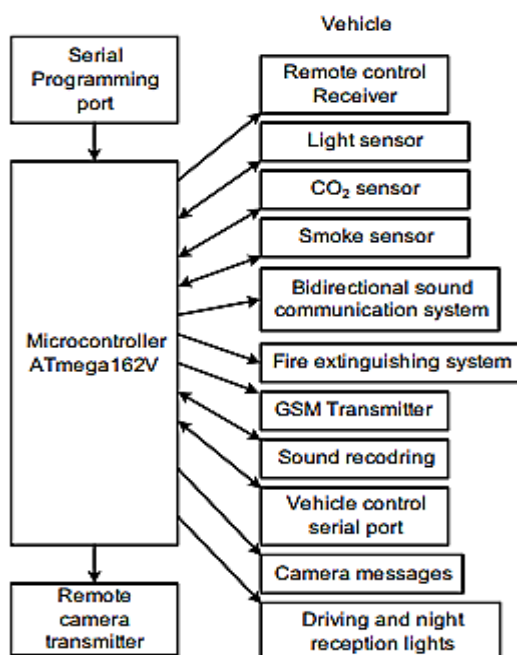 Vehicle
Serial
Programming
port
Microcontroller
ATmega162V
Remote
camera
transmitter
Remote control
Receiver
Light sensor
CO₂ sensor
Smoke sensor
Bidirectional sound
communication system
Fire extinguishing system
GSM Transmitter
Sound recodring
Vehicle control
serial port
Camera messages
Driving and night
reception lights